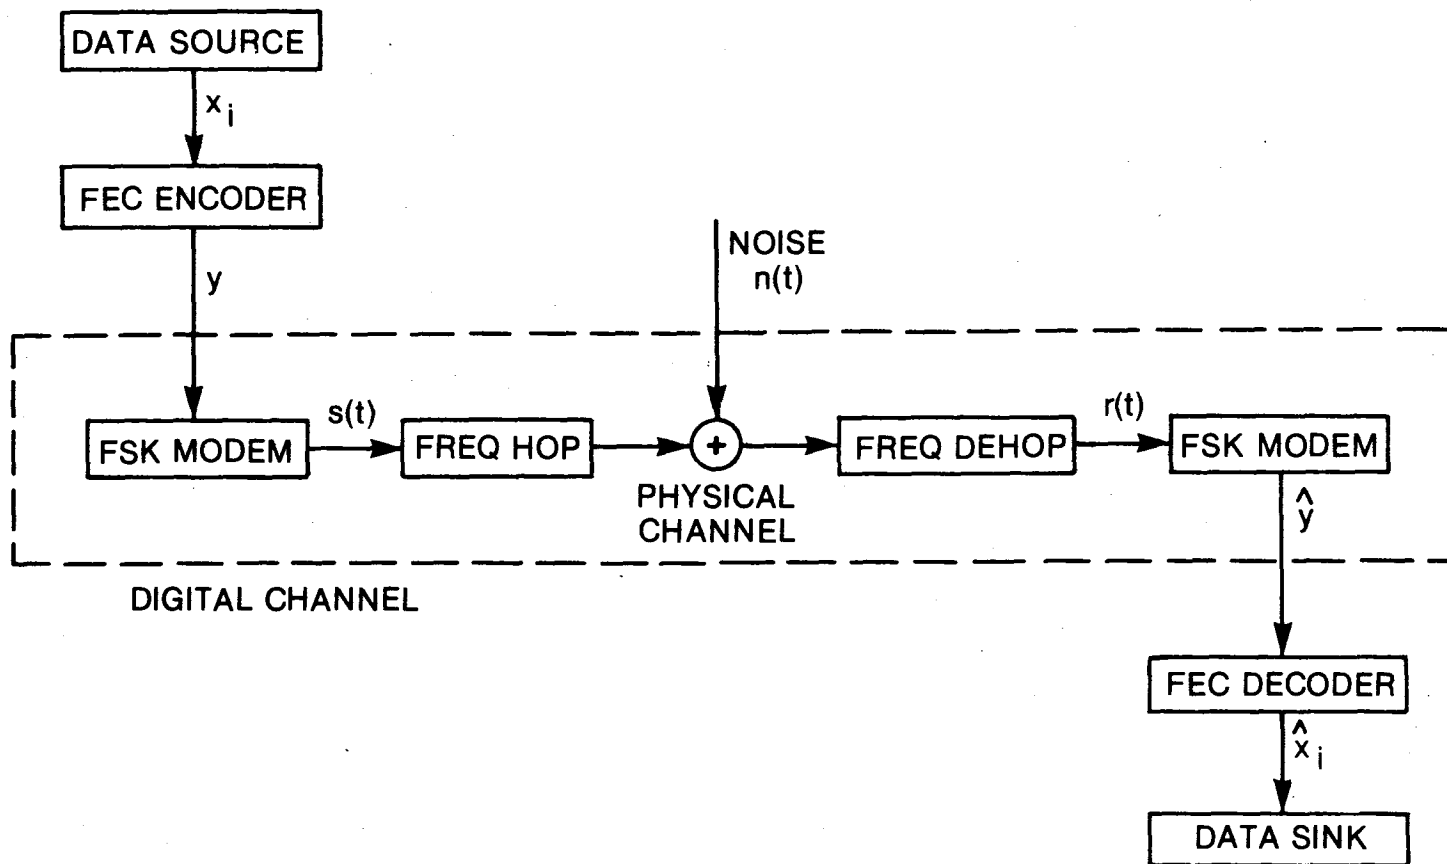 DATA SOURCE
x i
FEC ENCODER
y
NOISE
n(t)
FSK MODEM
s(t)
FREQ HOP
+
PHYSICAL
CHANNEL
FREQ DEHOP
r(t)
FSK MODEM
ŷ
DIGITAL CHANNEL
FEC DECODER
x̂ i
DATA SINK